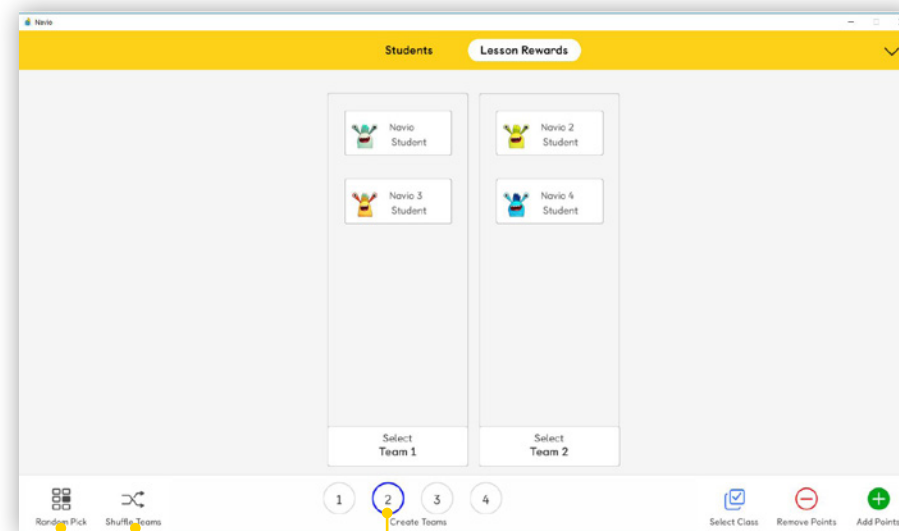 Navio
Students
Lesson Rewards
Navio
Student
Navio 2
Student
Navio 3
Student
Navio 4
Student
Select
Team 1
Select
Team 2
1
2
3
4
Random Pick
Shuffle Teams
Create Teams
Select Class
Remove Points
Add Points